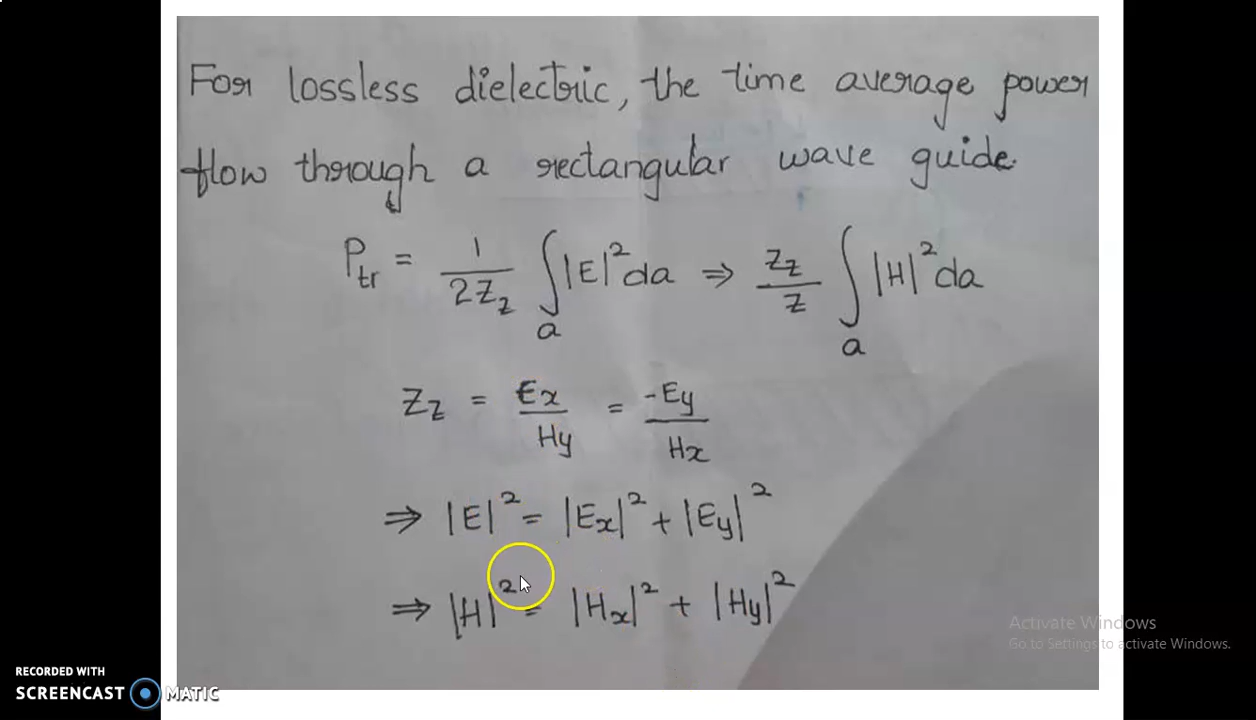 For lossless dielectric, the time average power
flow through a rectangular wave guide.
Ptr = 1/2Zz ∫a |E|² da ⇒ Zz/z ∫a |H|² da
Zz = Ex/Hy = -Ey/Hx
⇒ |E|² = |Ex|² + |Ey|²
⇒ |H|² = |Hx|² + |Hy|²
Activate Windows
Go to Settings to activate Windows.
RECORDED WITH
SCREENCAST MATIC